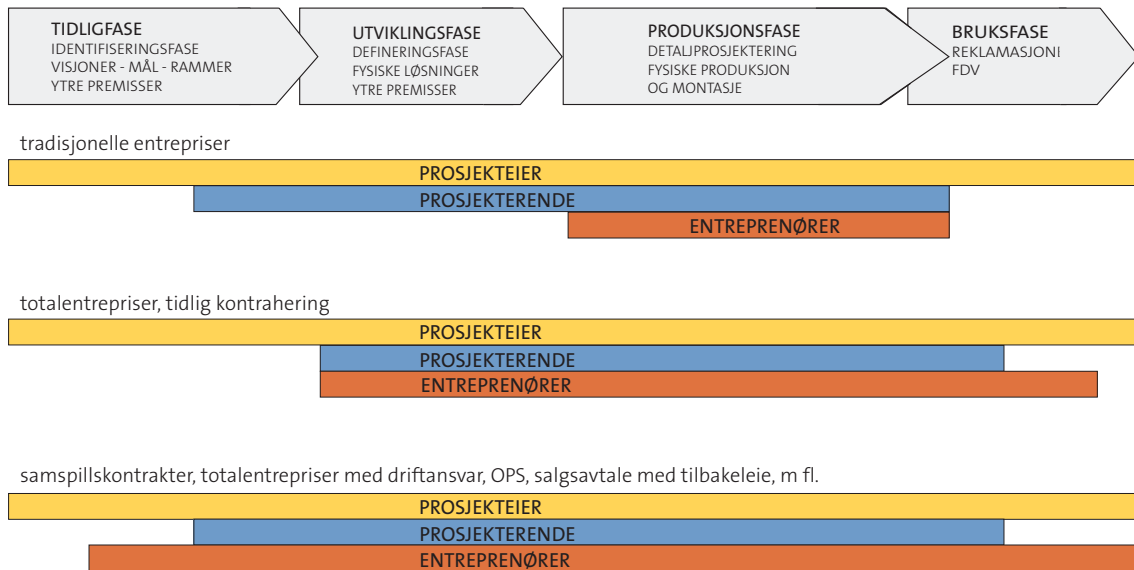 TIDLIGFASE
IDENTIFISERINGSFASE
VISJONER - MÅL - RAMMER
YTRE PREMISSER
UTVIKLINGSFASE
DEFINERINGSFASE
FYSISKE LØSNINGER
YTRE PREMISSER
PRODUKSJONSFASE
DETALJPROSJEKTERING
FYSISKE PRODUKSJON
OG MONTASJE
BRUKSFASE
REKLAMASJONI
FDV
tradisjonelle entrepriser
PROSJEKTEIER
PROSJEKTERENDE
ENTREPRENØRER
totalentrepriser, tidlig kontrahering
PROSJEKTEIER
PROSJEKTERENDE
ENTREPRENØRER
samspillskontrakter, totalentrepriser med driftansvar, OPS, salgsavtale med tilbakeleie, m fl.
PROSJEKTEIER
PROSJEKTERENDE
ENTREPRENØRER